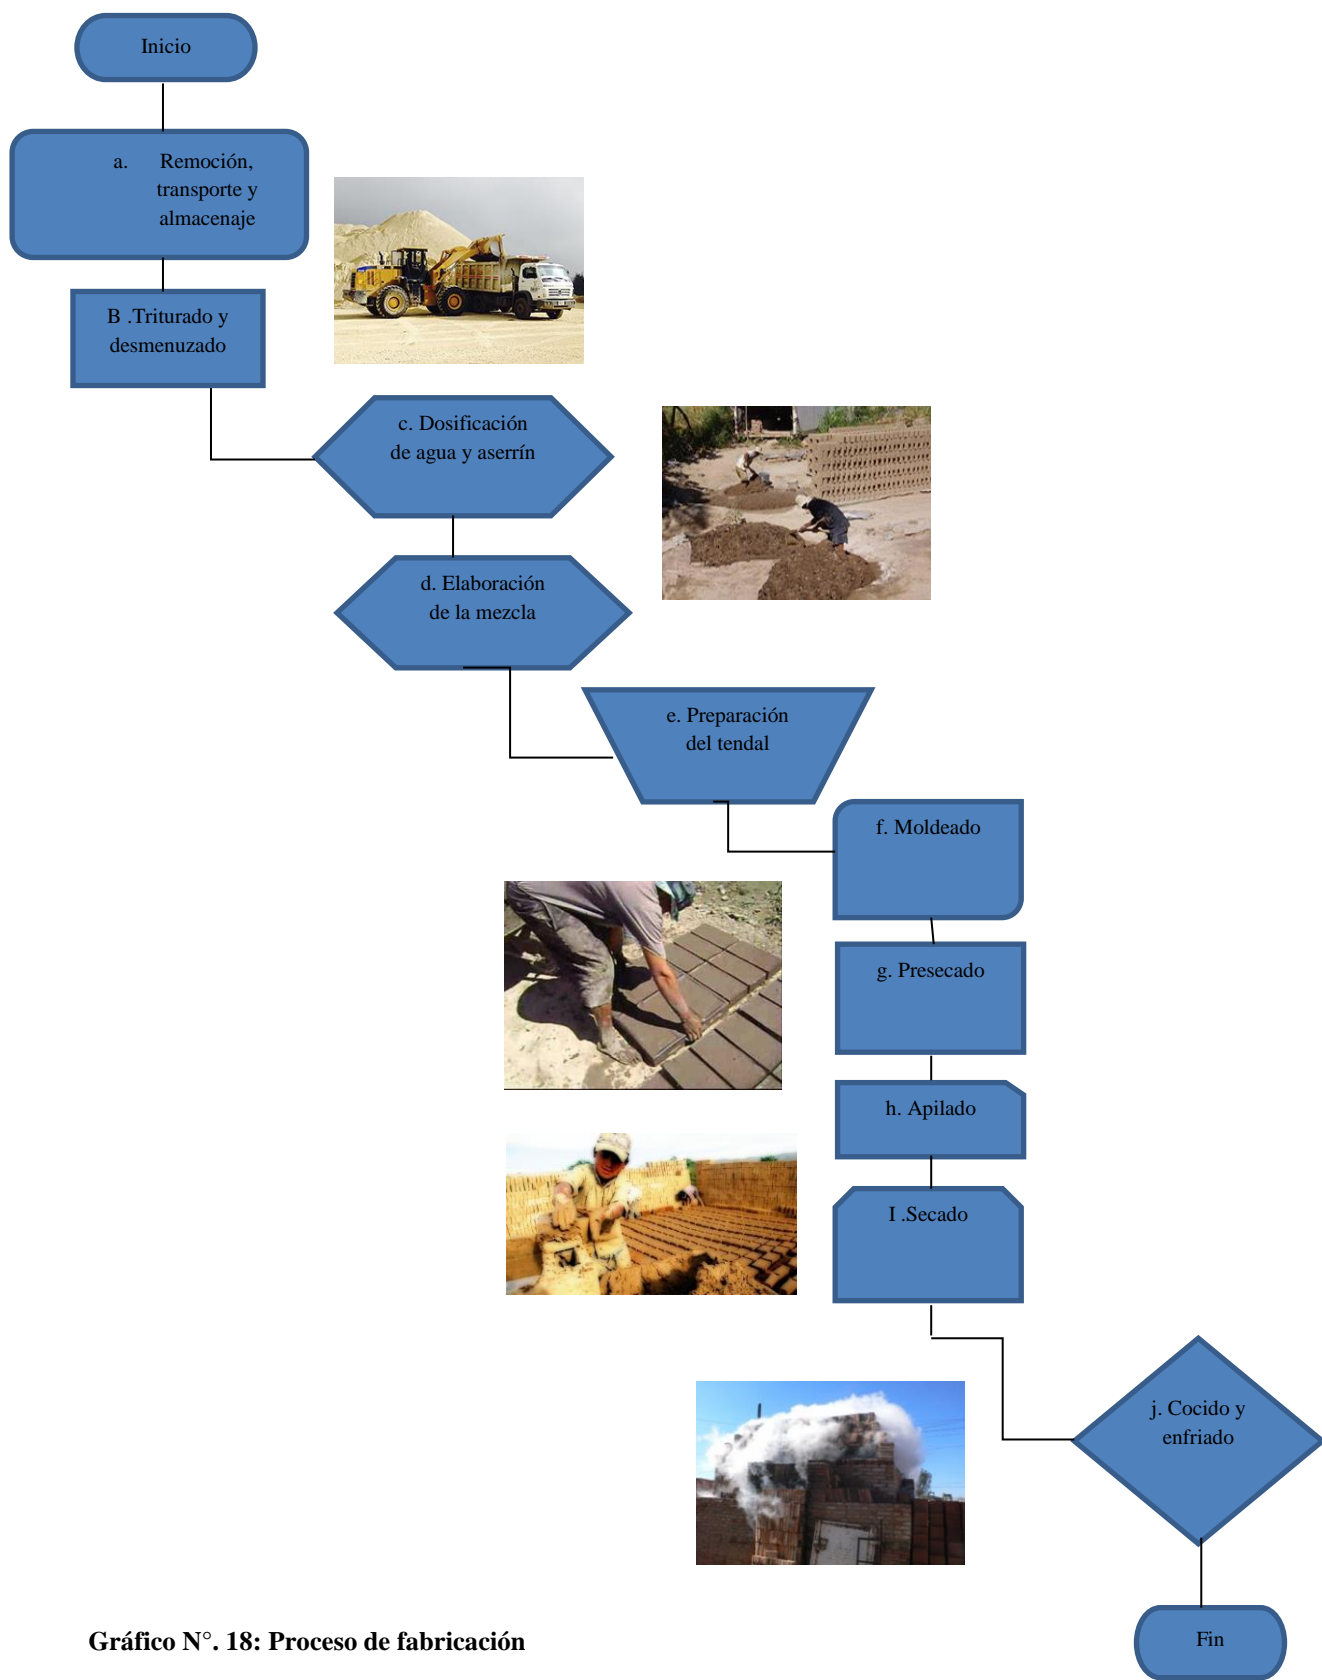 Inicio
a. Remoción,
transporte y
almacenaje
B .Triturado y
desmenuzado
c. Dosificación
de agua y aserrín
d. Elaboración
de la mezcla
e. Preparación
del tendal
f. Moldeado
g. Presecado
h. Apilado
I .Secado
j. Cocido y
enfriado
Fin
Gráfico N°. 18: Proceso de fabricación